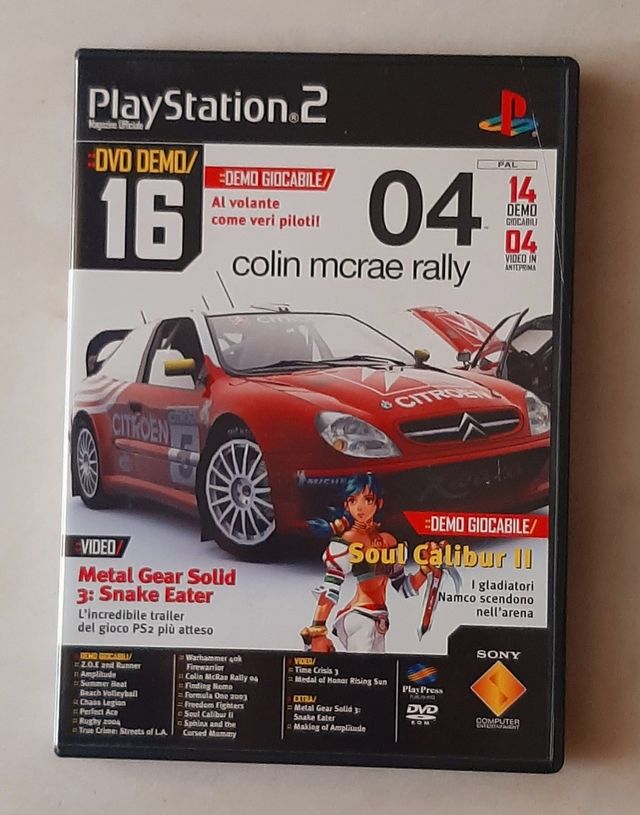 PlayStation®2
Magazine Ufficiale
PAL
::DVD DEMO/
16
::DEMO GIOCABILE/
Al volante
come veri piloti!
04™
colin mcrae rally
14
DEMO
GIOCABILI
04
VIDEO IN
ANTEPRIMA
CITROËN
CITROËN
5
MICHE
::VIDEO/
Metal Gear Solid
3: Snake Eater
L'incredibile trailer
del gioco PS2 più atteso
::DEMO GIOCABILE/
Soul Calibur II
I gladiatori
Namco scendono
nell'arena
::DEMO GIOCABILI/
:: Z.O.E 2nd Runner
:: Amplitude
:: Summer Heat
Beach Volleyball
:: Chaos Legion
:: Perfect Ace
:: Rugby 2004
:: True Crime: Streets of L.A.
:: Warhammer 40k
Firewarrior
:: Colin McRae Rally 04
:: Finding Nemo
:: Formula One 2003
:: Freedom Fighters
:: Soul Calibur II
:: Sphinx and the
Cursed Mummy
::VIDEO/
:: Time Crisis 3
:: Medal of Honor Rising Sun
::EXTRA/
:: Metal Gear Solid 3:
Snake Eater
:: Making of Amplitude
PlayPress
PUBLISHING
DVD
ROM
SONY
COMPUTER
ENTERTAINMENT